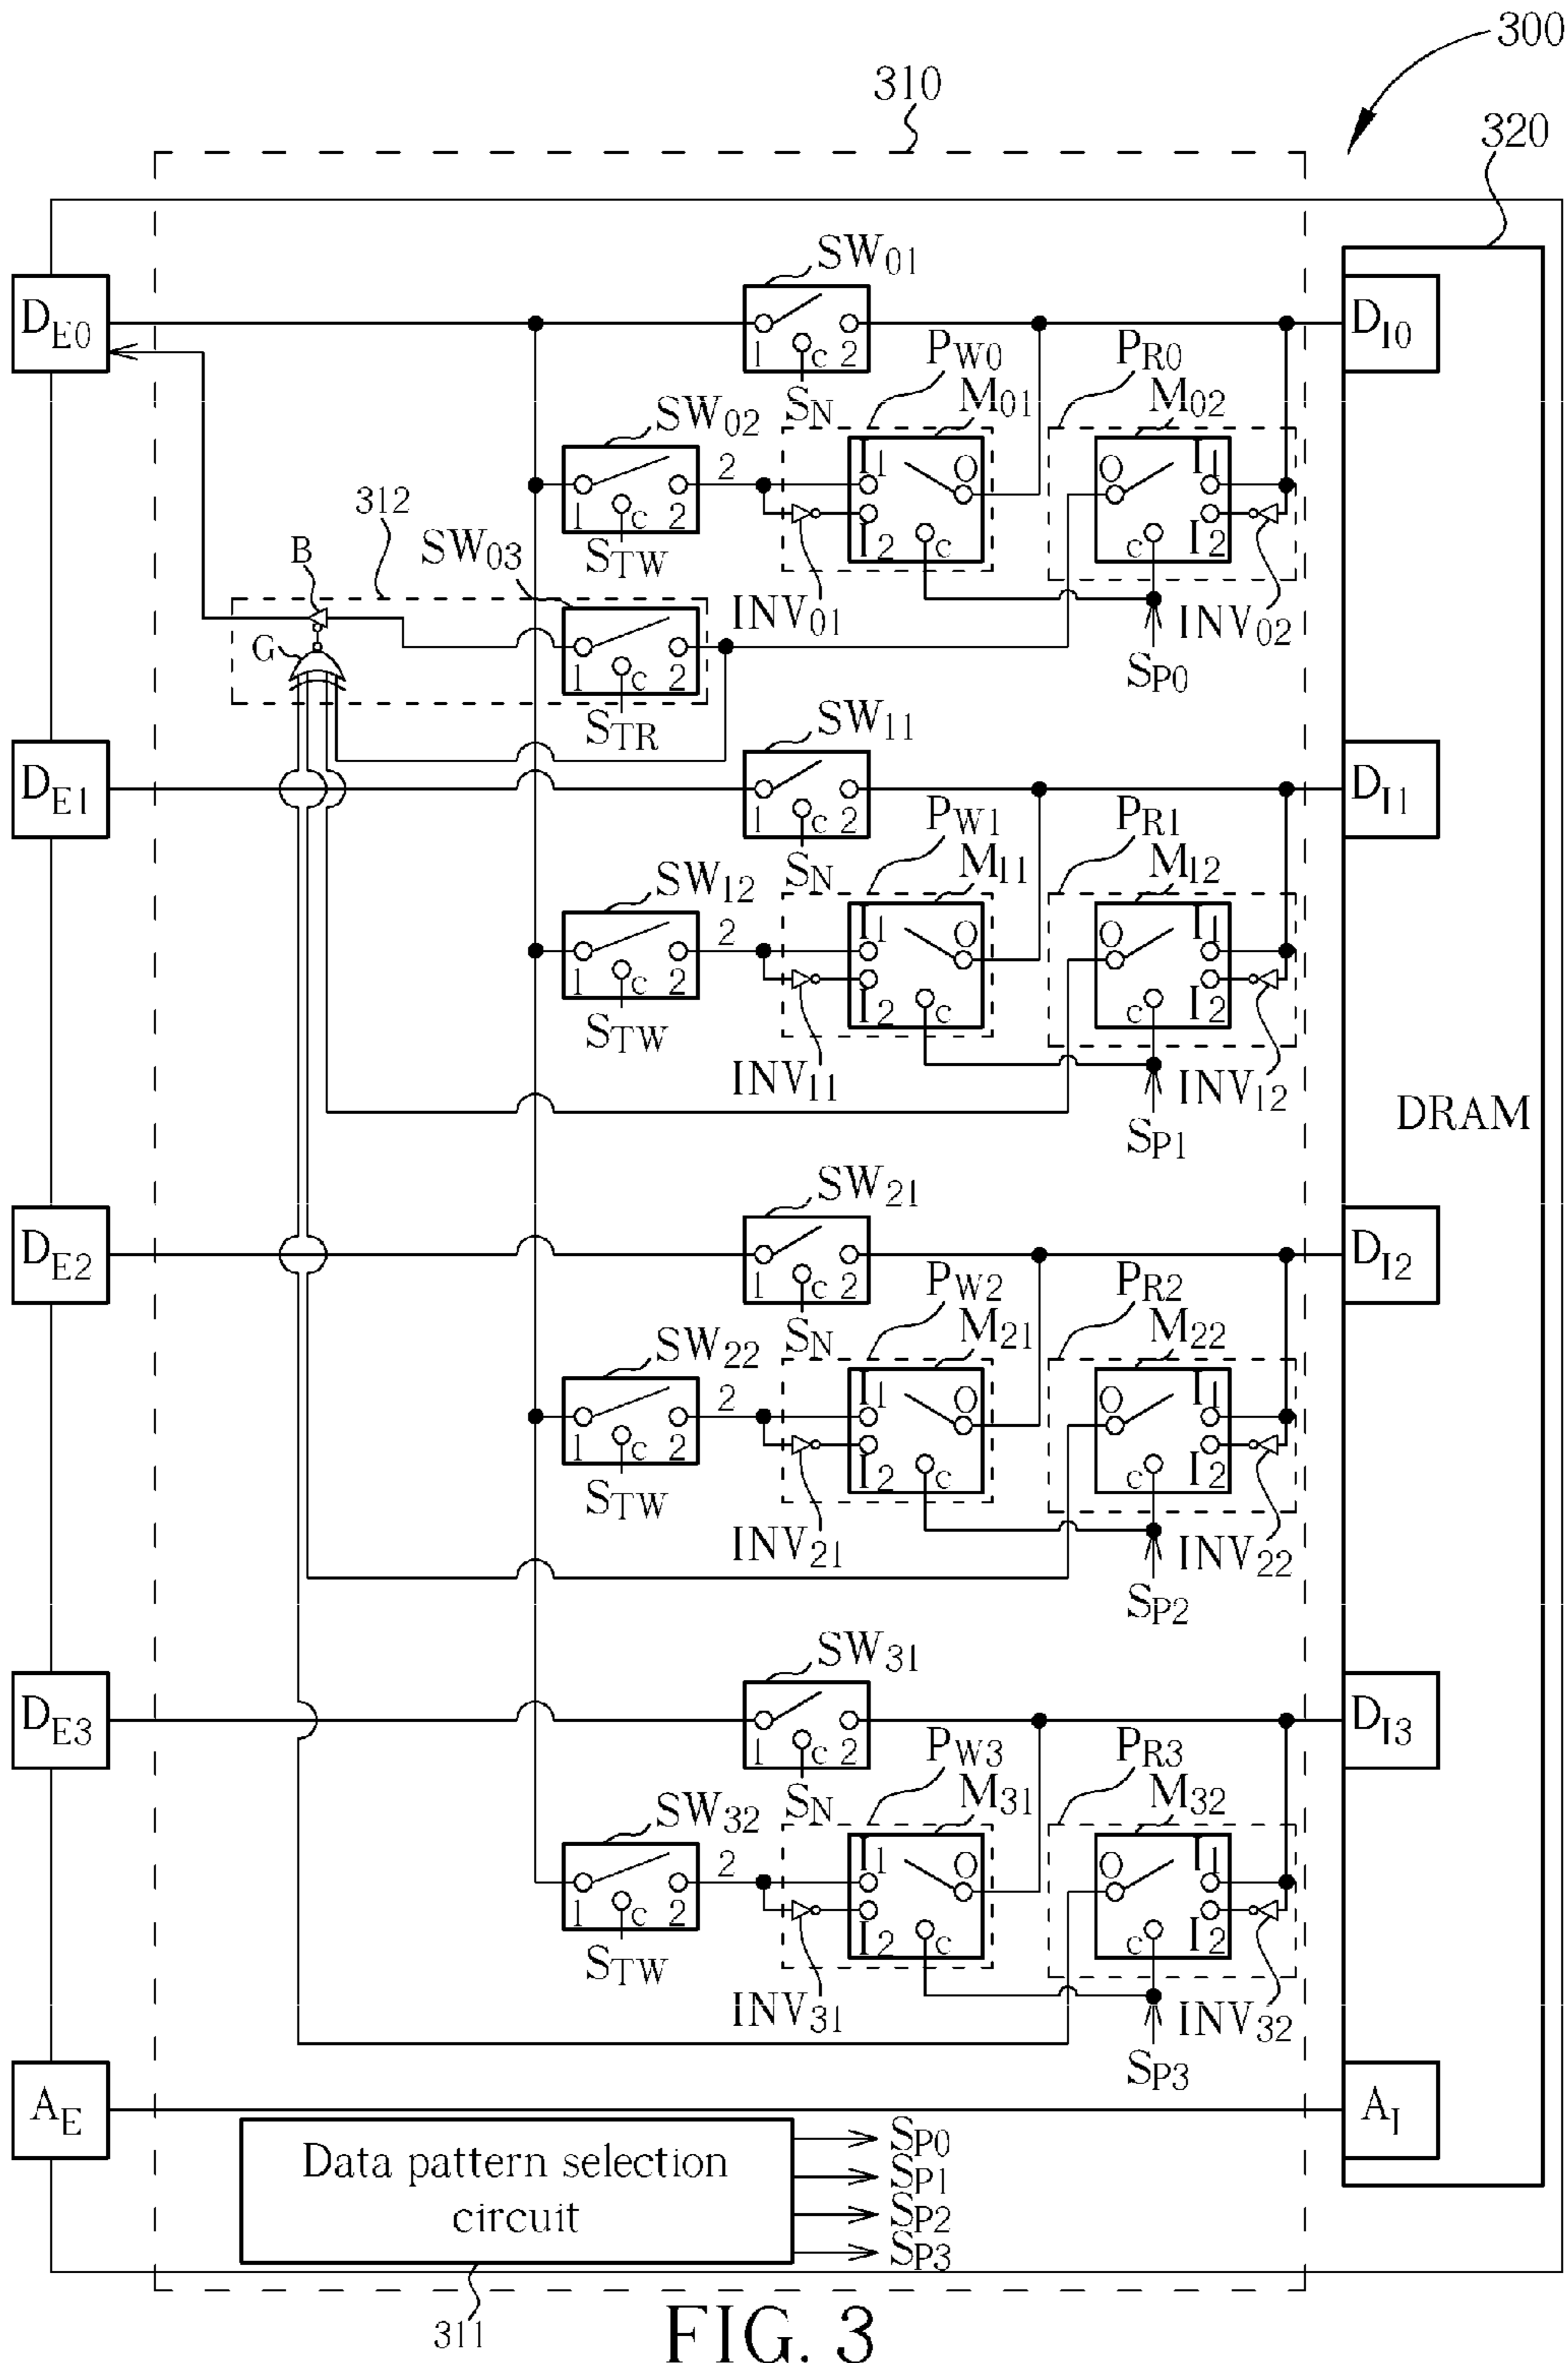 300
310
320
SW01
DE0
1 c 2
DI0
SN
PW0
PR0
M01
M02
SW02
1 c 2
2
I1
O
I2
c
O
I1
c
I2
STW
INV01
INV02
SP0
312
B
G
SW03
1 c 2
STR
SW11
DE1
1 c 2
DI1
SN
PW1
PR1
M11
M12
SW12
1 c 2
2
I1
O
I2
c
O
I1
c
I2
STW
INV11
INV12
SP1
DRAM
SW21
DE2
1 c 2
DI2
SN
PW2
PR2
M21
M22
SW22
1 c 2
2
I1
O
I2
c
O
I1
c
I2
STW
INV21
INV22
SP2
SW31
DE3
1 c 2
DI3
SN
PW3
PR3
M31
M32
SW32
1 c 2
2
I1
O
I2
c
O
I1
c
I2
STW
INV31
INV32
SP3
AE
AI
Data pattern selection
circuit
SP0
SP1
SP2
SP3
311
FIG. 3